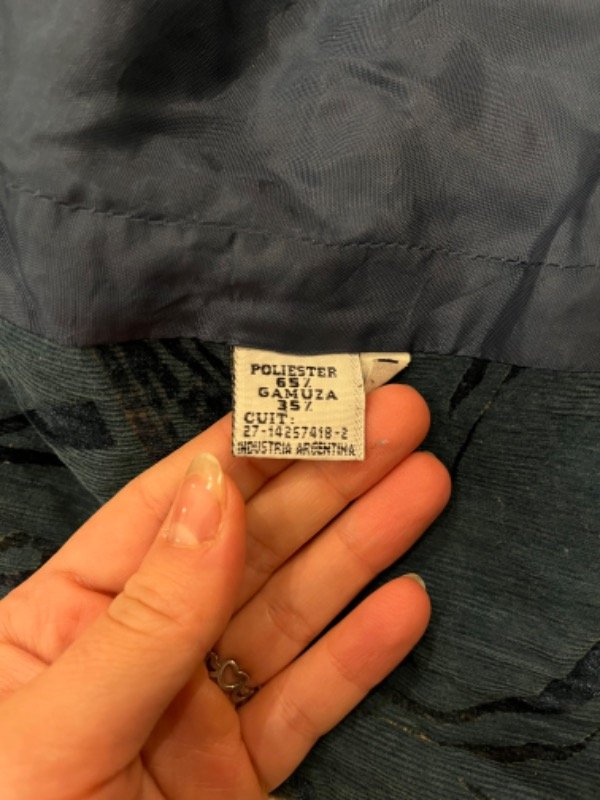 POLIESTER
65%
GAMUZA
35%
CUIT:
27-14257418-2
INDUSTRIA ARGENTINA